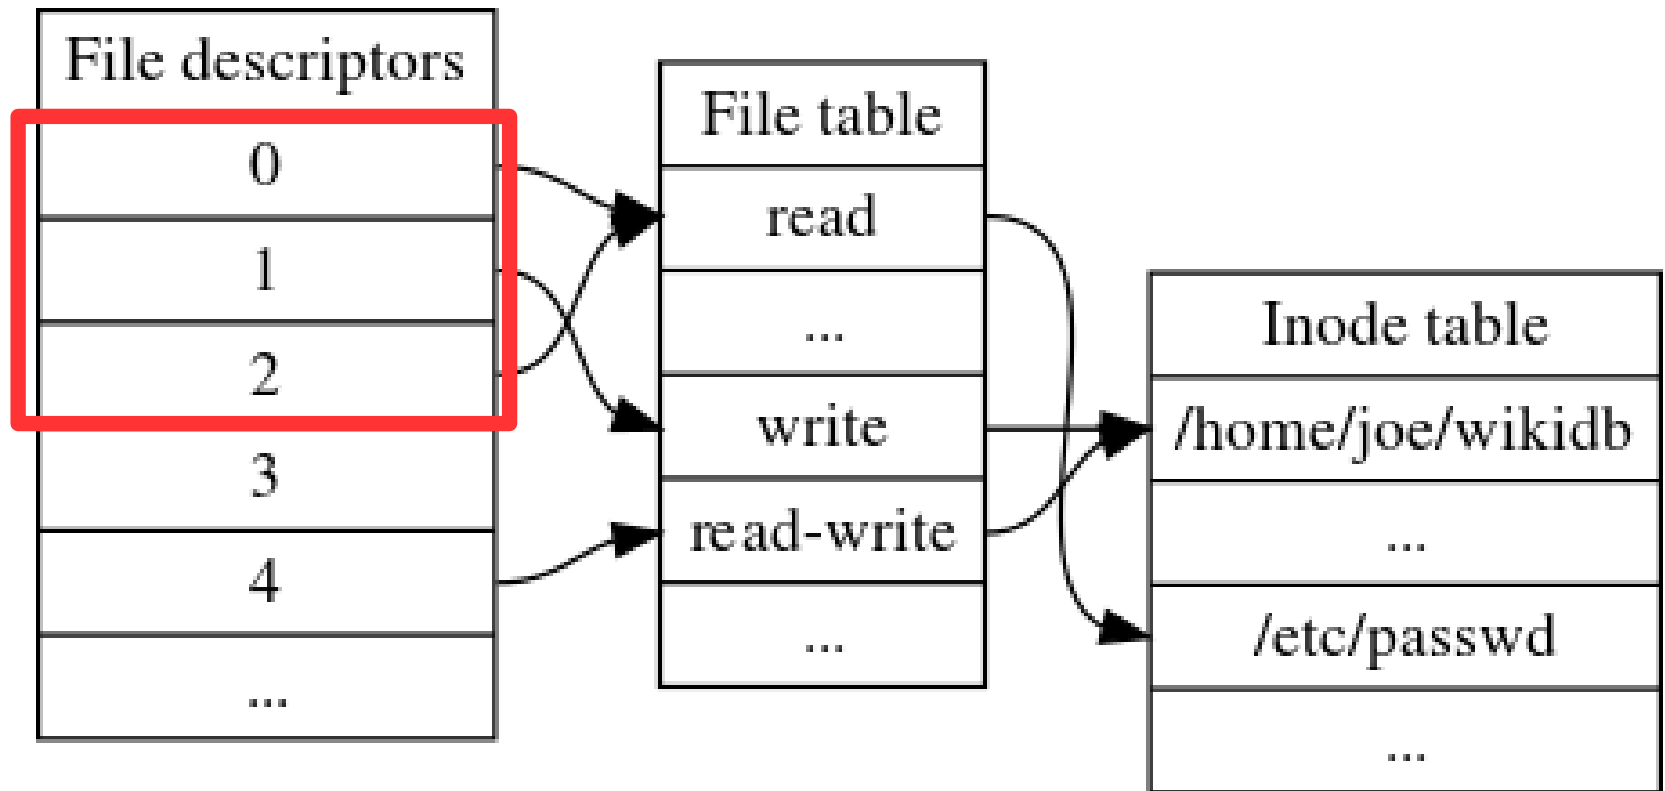 File descriptors
0
1
2
3
4
...
File table
read
...
write
read-write
...
Inode table
/home/joe/wikidb
...
/etc/passwd
...